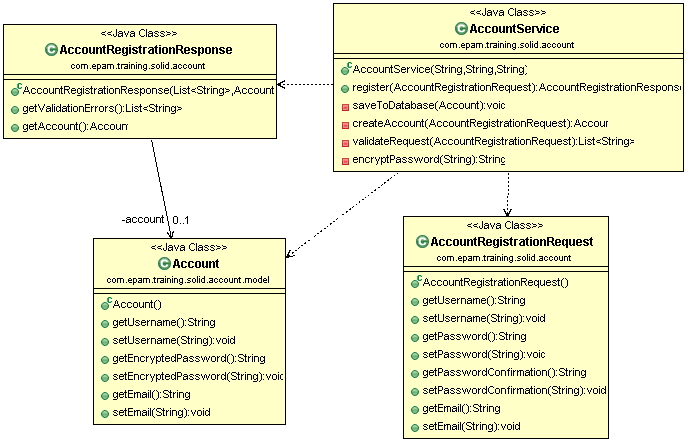 <<Java Class>>
AccountRegistrationResponse
com.epam.training.solid.account
AccountRegistrationResponse(List<String>,Account
getValidationErrors():List<String>
getAccount():Account
<<Java Class>>
AccountService
com.epam.training.solid.account
AccountService(String,String,String)
register(AccountRegistrationRequest):AccountRegistrationResponse
saveToDatabase(Account):void
createAccount(AccountRegistrationRequest):Account
validateRequest(AccountRegistrationRequest):List<String>
encryptPassword(String):String
-account 0..1
<<Java Class>>
Account
com.epam.training.solid.account.model
Account()
getUsername():String
setUsername(String):void
getEncryptedPassword():String
setEncryptedPassword(String):void
getEmail():String
setEmail(String):void
<<Java Class>>
AccountRegistrationRequest
com.epam.training.solid.account
AccountRegistrationRequest()
getUsername():String
setUsername(String):void
getPassword():String
setPassword(String):void
getPasswordConfirmation():String
setPasswordConfirmation(String):void
getEmail():String
setEmail(String):void